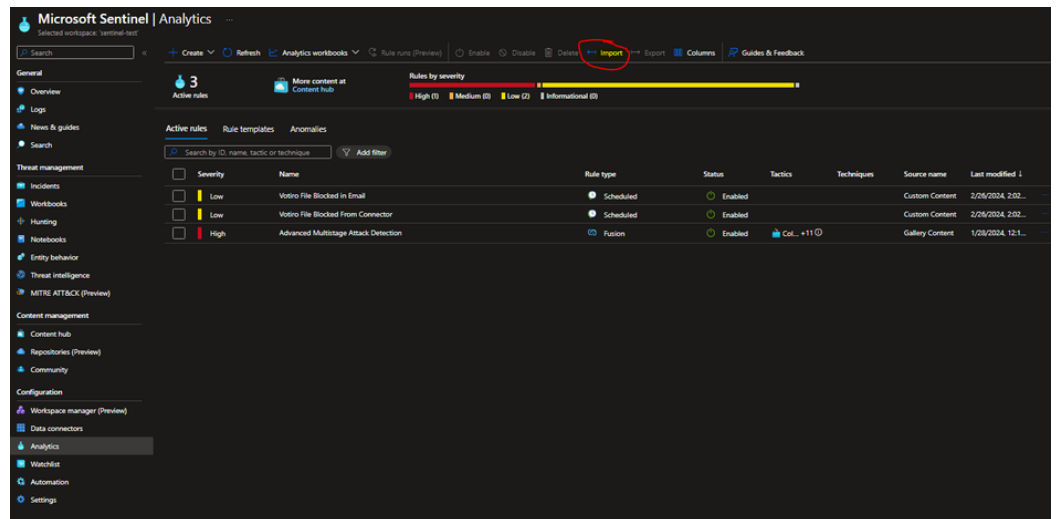 Microsoft Sentinel | Analytics ...
Selected workspace: 'sentinel-test'
Search «
General
Overview
Logs
News & guides
Search
Threat management
Incidents
Workbooks
Hunting
Notebooks
Entity behavior
Threat intelligence
MITRE ATT&CK (Preview)
Content management
Content hub
Repositories (Preview)
Community
Configuration
Workspace manager (Preview)
Data connectors
Analytics
Watchlist
Automation
Settings
+ Create Refresh Analytics workbooks Rule runs (Preview) Enable Disable Delete Import Export Columns Guides & Feedback
3
Active rules
More content at
Content hub
Rules by severity
High (1) Medium (0) Low (2) Informational (0)
Active rules Rule templates Anomalies
Search by ID, name, tactic or technique Add filter
Severity Name Rule type Status Tactics Techniques Source name Last modified ↓
Low Votiro File Blocked in Email Scheduled Enabled Custom Content 2/26/2024, 2:02... ...
Low Votiro File Blocked From Connector Scheduled Enabled Custom Content 2/26/2024, 2:02... ...
High Advanced Multistage Attack Detection Fusion Enabled Col... +11 Gallery Content 1/28/2024, 12:1... ...